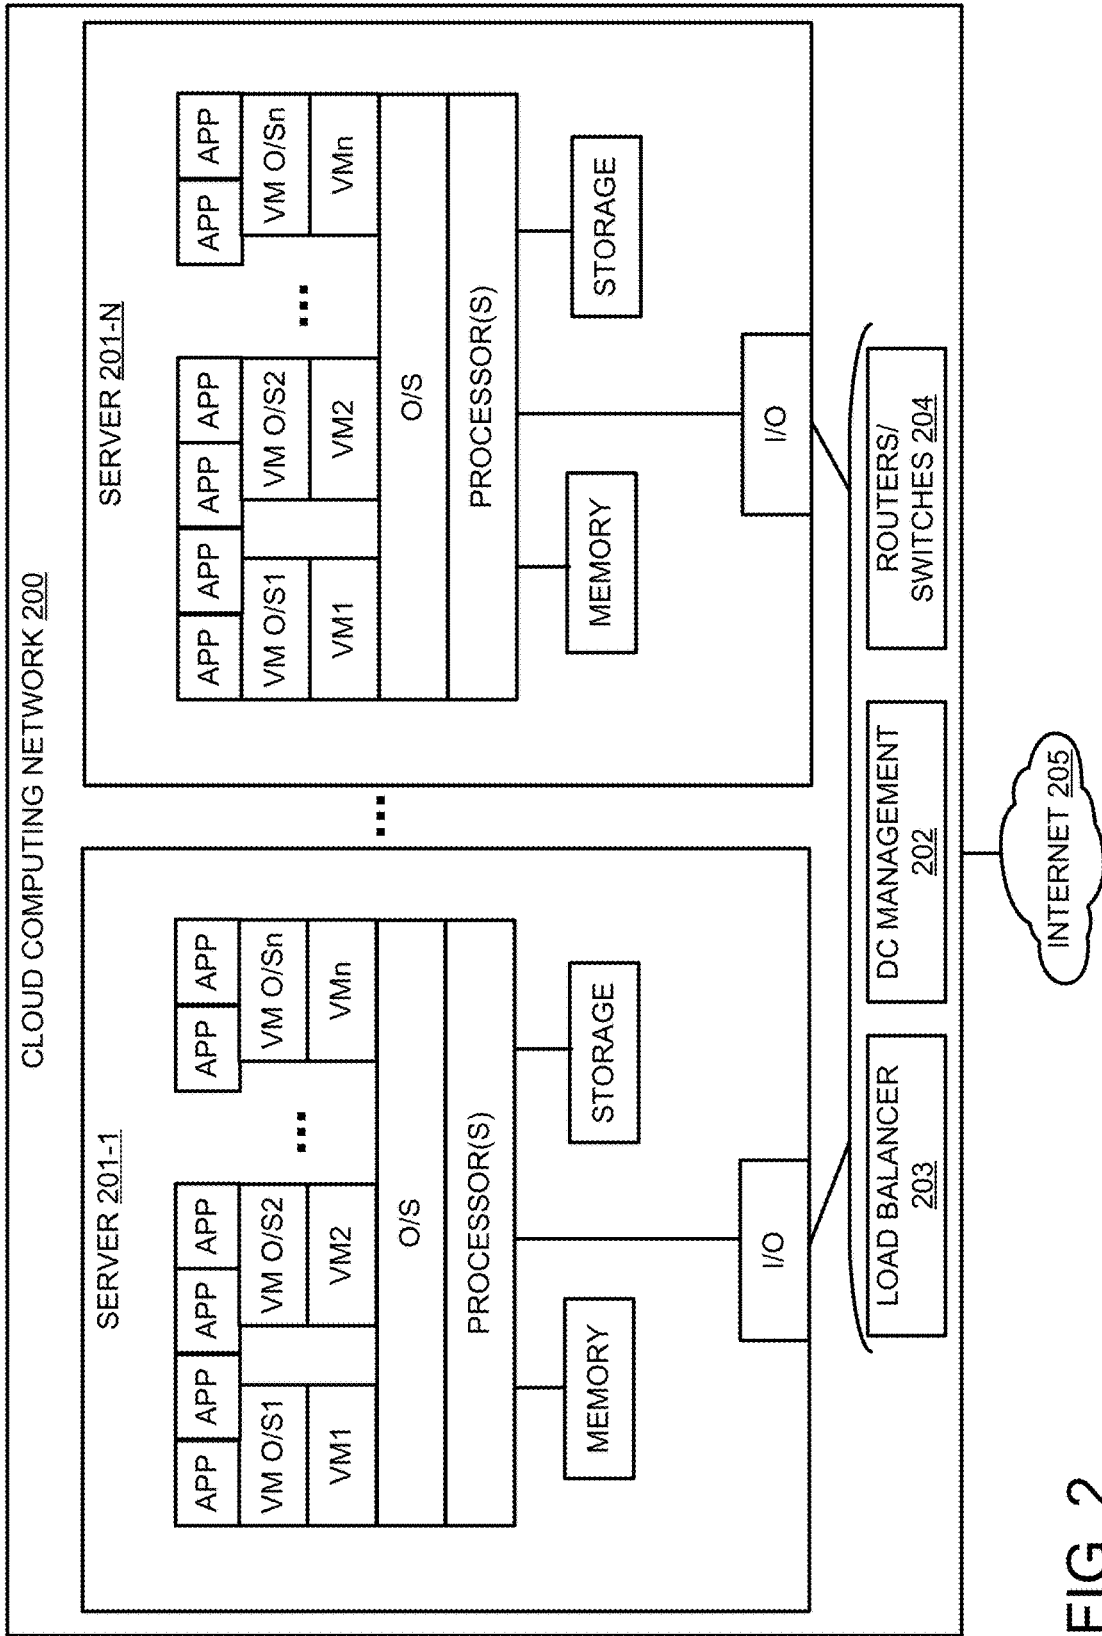 CLOUD COMPUTING NETWORK 200
SERVER 201-1
APP APP APP APP APP APP
VM O/S1 VM O/S2 VM O/Sn
VM1 VM2 ... VMn
O/S
PROCESSOR(S)
MEMORY STORAGE
I/O
...
SERVER 201-N
APP APP APP APP APP APP
VM O/S1 VM O/S2 VM O/Sn
VM1 VM2 ... VMn
O/S
PROCESSOR(S)
MEMORY STORAGE
I/O
LOAD BALANCER
203
DC MANAGEMENT
202
ROUTERS/
SWITCHES 204
INTERNET 205
FIG. 2